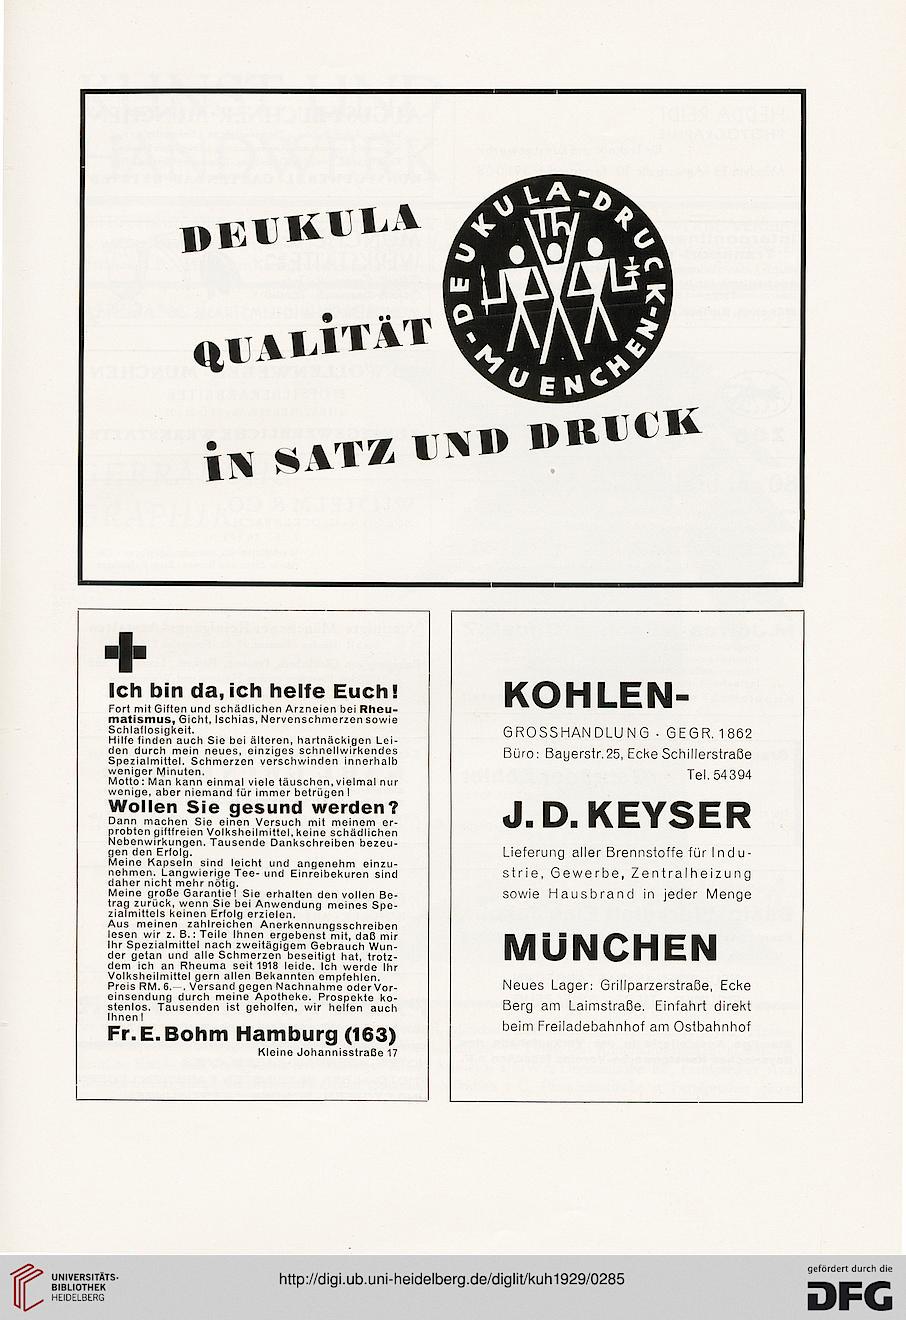 DEUKULA
QUALITÄT
DEUKULA-DRUCK-MUENCHEN-
Th
IN SATZ UND DRUCK
Ich bin da, ich helfe Euch!
Fort mit Giften und schädlichen Arzneien bei Rheu-
matismus, Gicht, Ischias, Nervenschmerzen sowie
Schlaflosigkeit.
Hilfe finden auch Sie bei älteren, hartnäckigen Lei-
den durch mein neues, einziges schnellwirkendes
Spezialmittel. Schmerzen verschwinden innerhalb
weniger Minuten.
Motto: Man kann einmal viele täuschen, vielmal nur
wenige, aber niemand für immer betrügen!
Wollen Sie gesund werden?
Dann machen Sie einen Versuch mit meinem er-
probten giftfreien Volksheilmittel, keine schädlichen
Nebenwirkungen. Tausende Dankschreiben bezeu-
gen den Erfolg.
Meine Kapseln sind leicht und angenehm einzu-
nehmen. Langwierige Tee- und Einreibekuren sind
daher nicht mehr nötig.
Meine große Garantie! Sie erhalten den vollen Be-
trag zurück, wenn Sie bei Anwendung meines Spe-
zialmittels keinen Erfolg erzielen.
Aus meinen zahlreichen Anerkennungsschreiben
lesen wir z. B.: Teile Ihnen ergebenst mit, daß mir
Ihr Spezialmittel nach zweitägigem Gebrauch Wun-
der getan und alle Schmerzen beseitigt hat, trotz-
dem ich an Rheuma seit 1918 leide. Ich werde Ihr
Volksheilmittel gern allen Bekannten empfehlen.
Preis RM. 6.—. Versand gegen Nachnahme oder Vor-
einsendung durch meine Apotheke. Prospekte ko-
stenlos. Tausenden ist geholfen, wir helfen auch
Ihnen!
Fr. E. Bohm Hamburg (163)
Kleine Johannisstraße 17
KOHLEN-
GROSSHANDLUNG · GEGR. 1862
Büro: Bayerstr. 25, Ecke Schillerstraße
Tel. 54394
J. D. KEYSER
Lieferung aller Brennstoffe für Indu-
strie, Gewerbe, Zentralheizung
sowie Hausbrand in jeder Menge
MÜNCHEN
Neues Lager: Grillparzerstraße, Ecke
Berg am Laimstraße. Einfahrt direkt
beim Freiladebahnhof am Ostbahnhof
UNIVERSITÄTS-
BIBLIOTHEK
HEIDELBERG
http://digi.ub.uni-heidelberg.de/diglit/kuh1929/0285
gefördert durch die
DFG